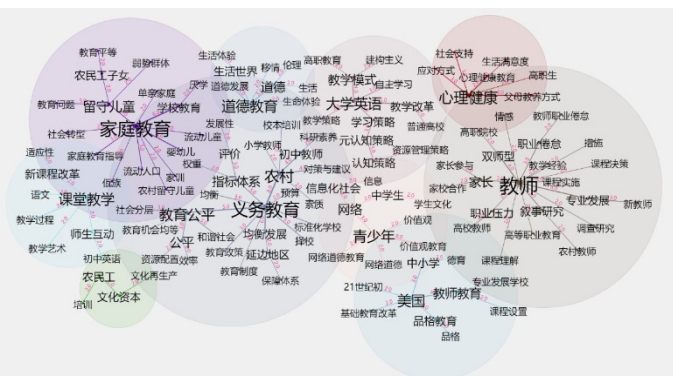 教育平等
弱势群体
农民工子女
单亲家庭
教育问题
留守儿童
学校教育
家庭教育
社会转型
流动儿童
家庭教育指导
婴幼儿
权重
流动人口
家训
农村留守儿童
适应性
新课程改革
语文
课堂教学
教学过程
师生互动
教学艺术
初中英语
农民工
培训
文化资本
文化再生产
生活体验
生活世界
移情
伦理
厌学
道德发展
道德
生活
道德教育
生命体验
发展性
校本培训
小学教师
评价
初中教师
指标体系
农村
对策与建议
均衡
预算
社会分层
教育公平
义务教育
家族
教育机会均等
公平
和谐社会
均衡发展
标准化学校
择校
资源配置效率
教育政策
延边地区
教育制度
保障体系
高职教育
建构主义
教学模式
自主学习
大学英语
教学改革
教学策略
学习策略
科研素养
元认知策略
普通高校
资源管理策略
认知策略
信息
信息化社会
中学生
网络
学生文化
青少年
价值观
价值观教育
网络道德教育
网络道德
中小学
德育
21世纪初
美国
教师教育
专业发展学校
基础教育改革
品格教育
课程设置
品格
社会支持
生活满意度
应对方式
心理健康教育
高职生
心理健康
父母教养方式
情感
教师职业倦怠
高职院校
职业倦怠
措施
双师型
教学经验
课程决策
家长参与
家长
教师
课程实施
家校合作
专业发展
新教师
职业压力
叙事研究
调查研究
高校教师
高等职业教育
农村教师
课程理解